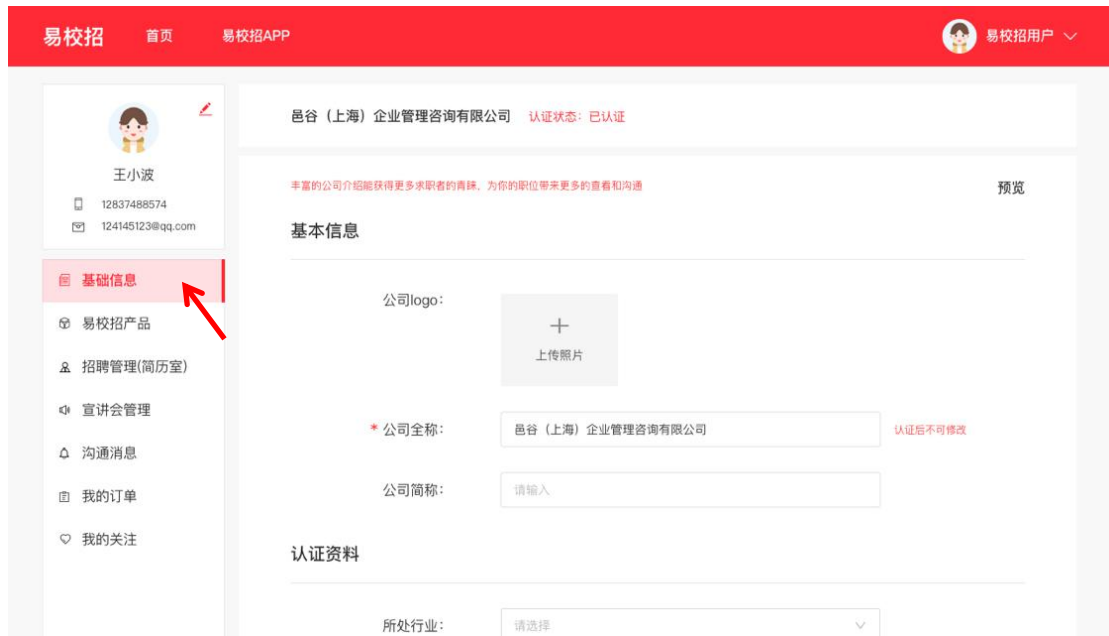 易校招 首页 易校招APP 易校招用户
王小波
12837488574
124145123@qq.com
基础信息
易校招产品
招聘管理(简历室)
宣讲会管理
沟通消息
我的订单
我的关注
邑谷（上海）企业管理咨询有限公司 认证状态：已认证
丰富的公司介绍能获得更多求职者的青睐、为你的职位带来更多的查看和沟通 预览
基本信息
公司logo：
上传照片
* 公司全称： 邑谷（上海）企业管理咨询有限公司 认证后不可修改
公司简称： 请输入
认证资料
所处行业： 请选择